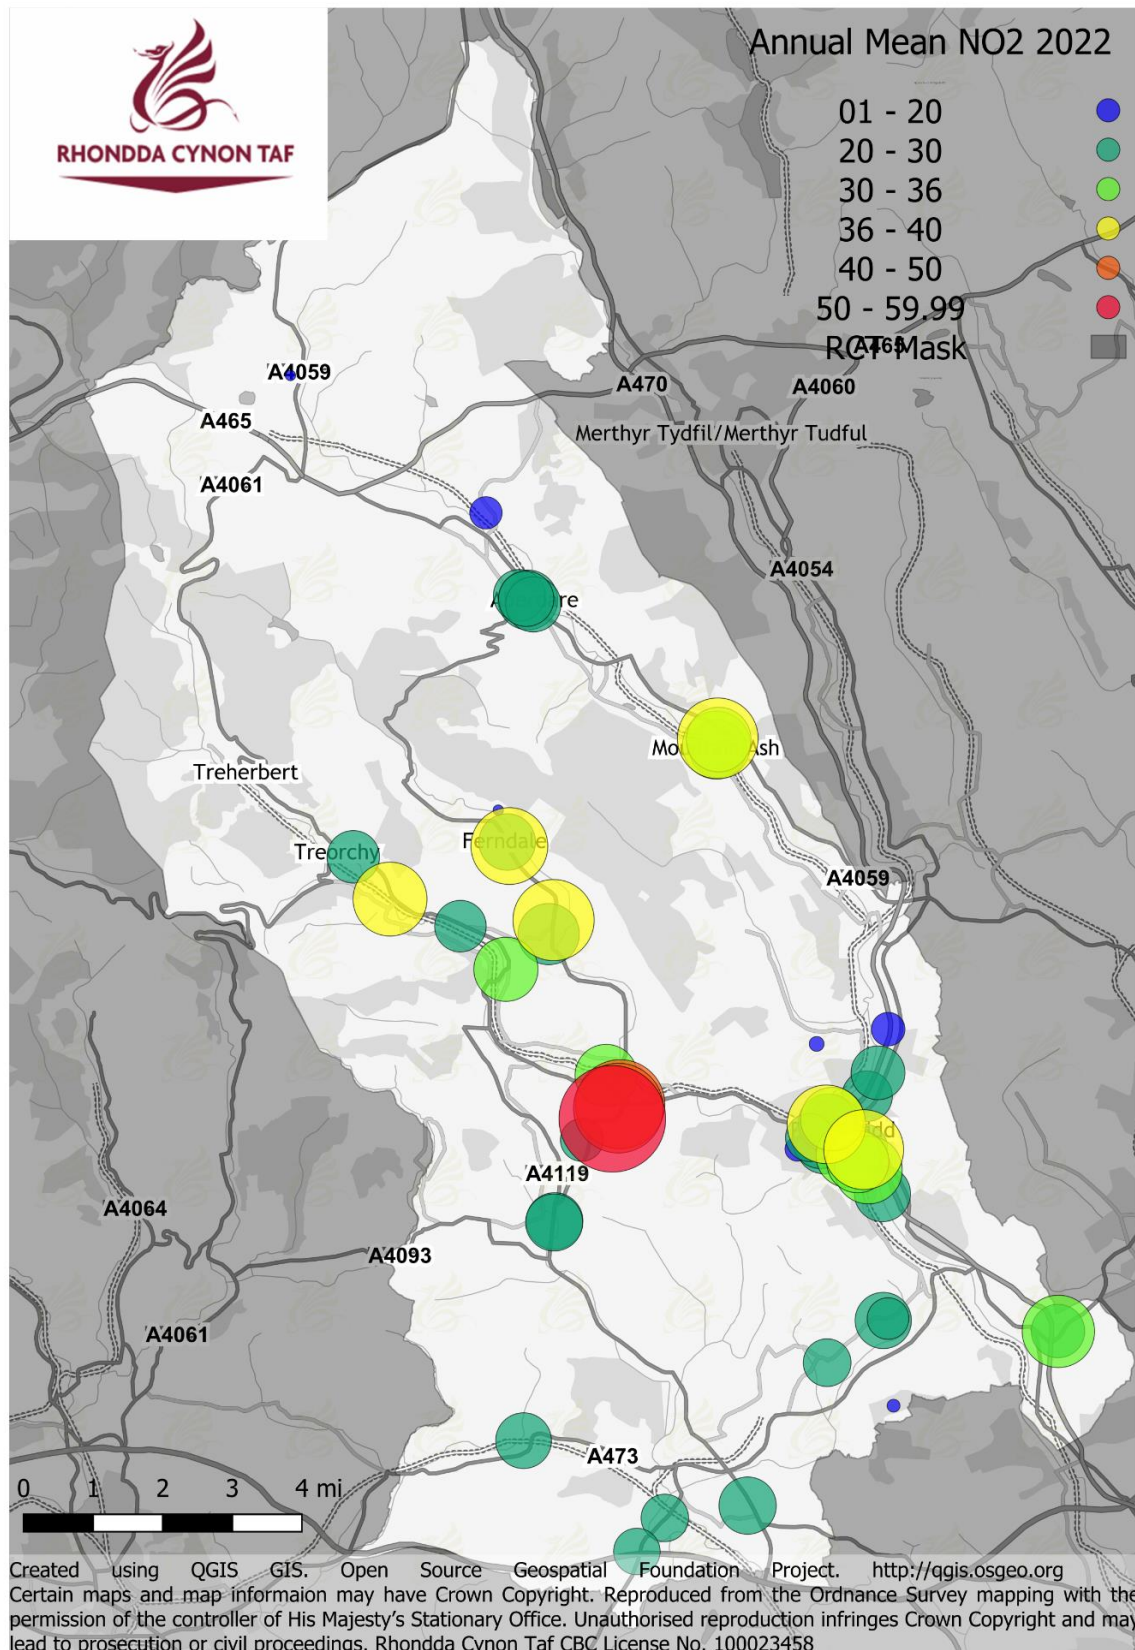 RHONDDA CYNON TAF
Annual Mean NO2 2022
01 - 20
20 - 30
30 - 36
36 - 40
40 - 50
50 - 59.99
RCT Mask
A465
A4059
A470
A4060
A465
Merthyr Tydfil/Merthyr Tudful
A4061
A4054
Ash
Treherbert
Ferndale
Treorchy
A4059
A4119
A4064
A4093
A4061
A473
0 1 2 3 4 mi
Created using QGIS GIS. Open Source Geospatial Foundation Project. http://qgis.osgeo.org
Certain maps and map informaion may have Crown Copyright. Reproduced from the Ordnance Survey mapping with the
permission of the controller of His Majesty's Stationary Office. Unauthorised reproduction infringes Crown Copyright and may
lead to prosecution or civil proceedings. Rhondda Cynon Taf CBC License No. 100023458